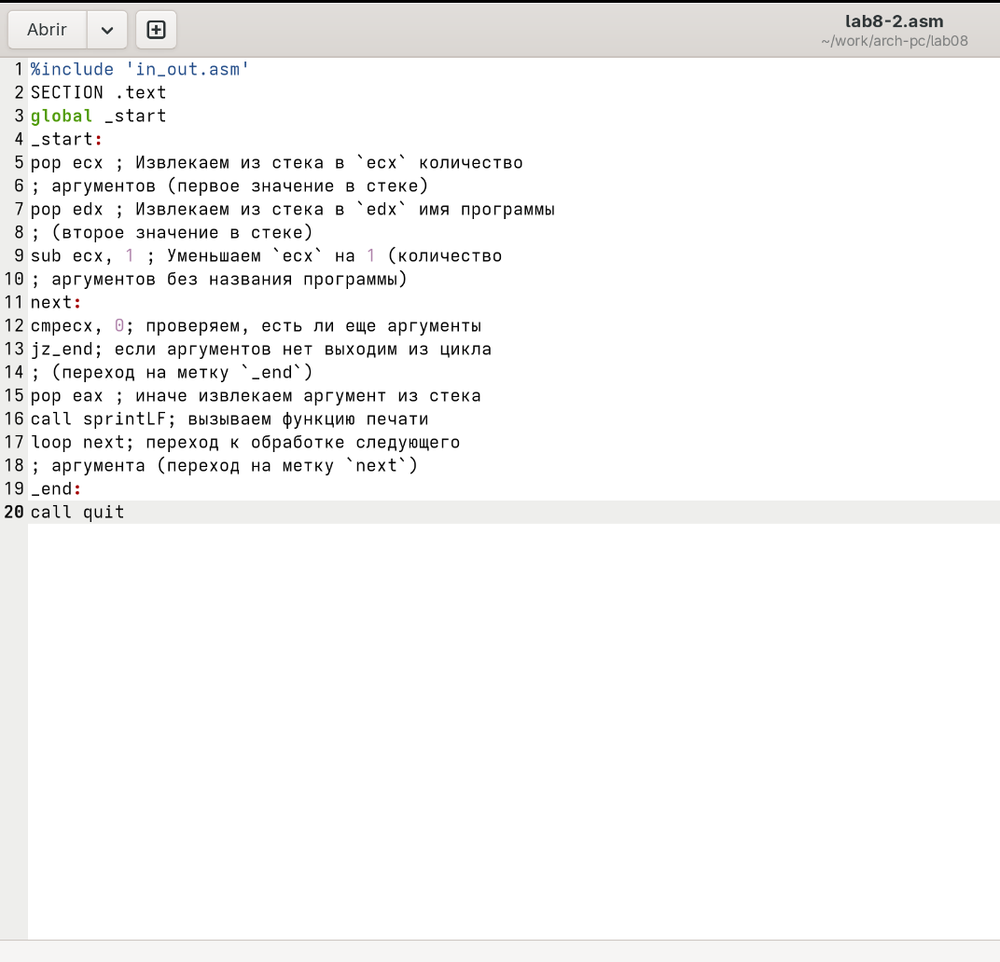 Abrir
lab8-2.asm
~/work/arch-pc/lab08
1 %include 'in_out.asm'
2 SECTION .text
3 global _start
4 _start:
5 pop ecx ; Извлекаем из стека в `ecx` количество
6 ; аргументов (первое значение в стеке)
7 pop edx ; Извлекаем из стека в `edx` имя программы
8 ; (второе значение в стеке)
9 sub ecx, 1 ; Уменьшаем `ecx` на 1 (количество
10 ; аргументов без названия программы)
11 next:
12 cmpecx, 0; проверяем, есть ли еще аргументы
13 jz_end; если аргументов нет выходим из цикла
14 ; (переход на метку `_end`)
15 pop eax ; иначе извлекаем аргумент из стека
16 call sprintLF; вызываем функцию печати
17 loop next; переход к обработке следующего
18 ; аргумента (переход на метку `next`)
19 _end:
20 call quit